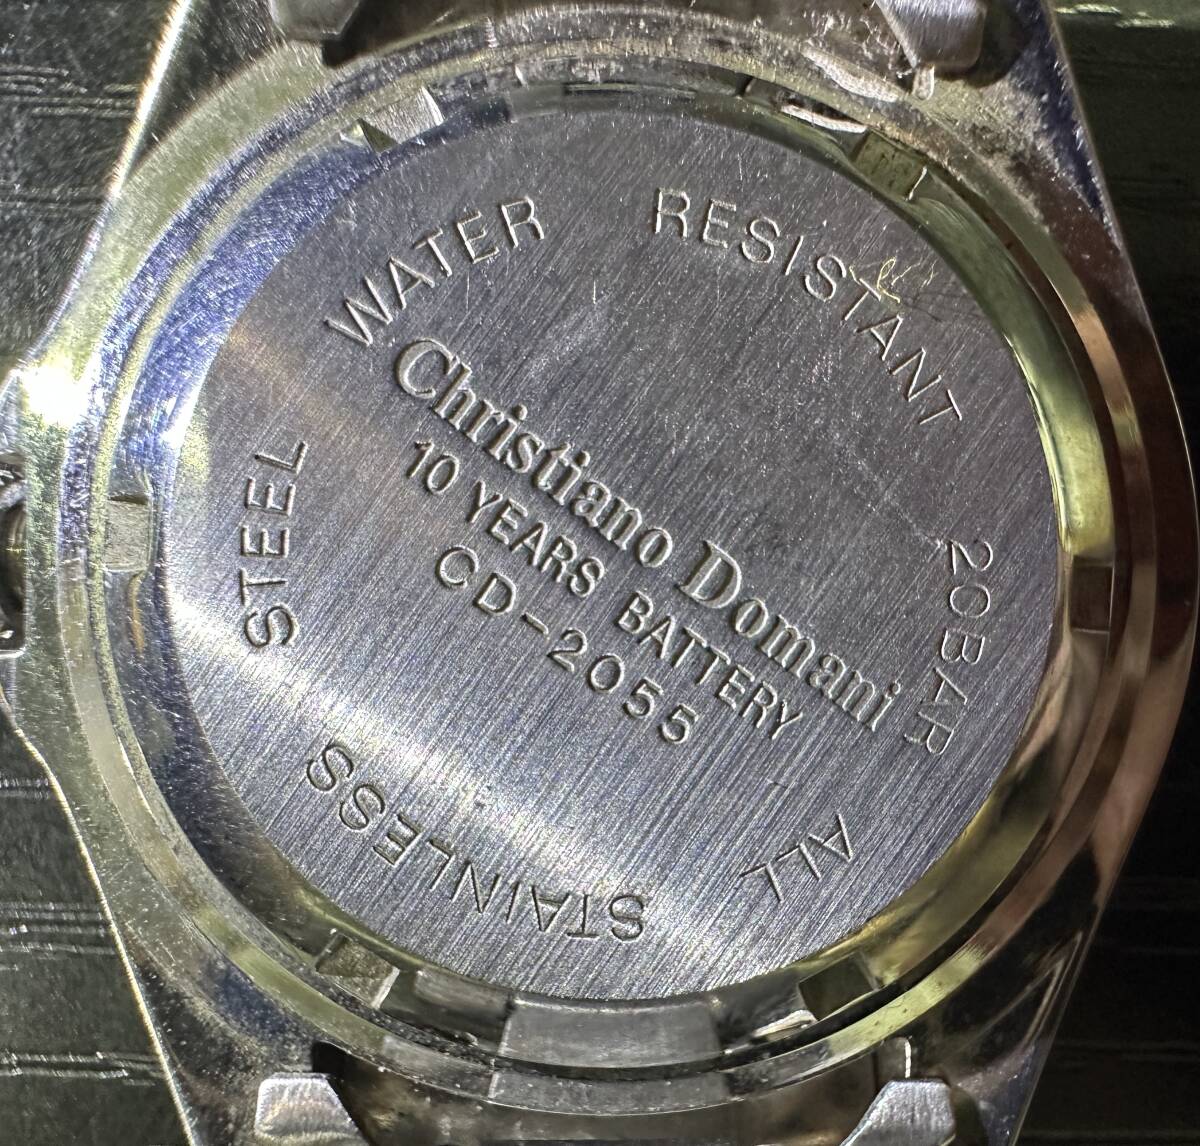 WATER RESISTANT 20BAR ALL STAINLESS STEEL
Christiano Domani
10 YEARS BATTERY
CD-2055